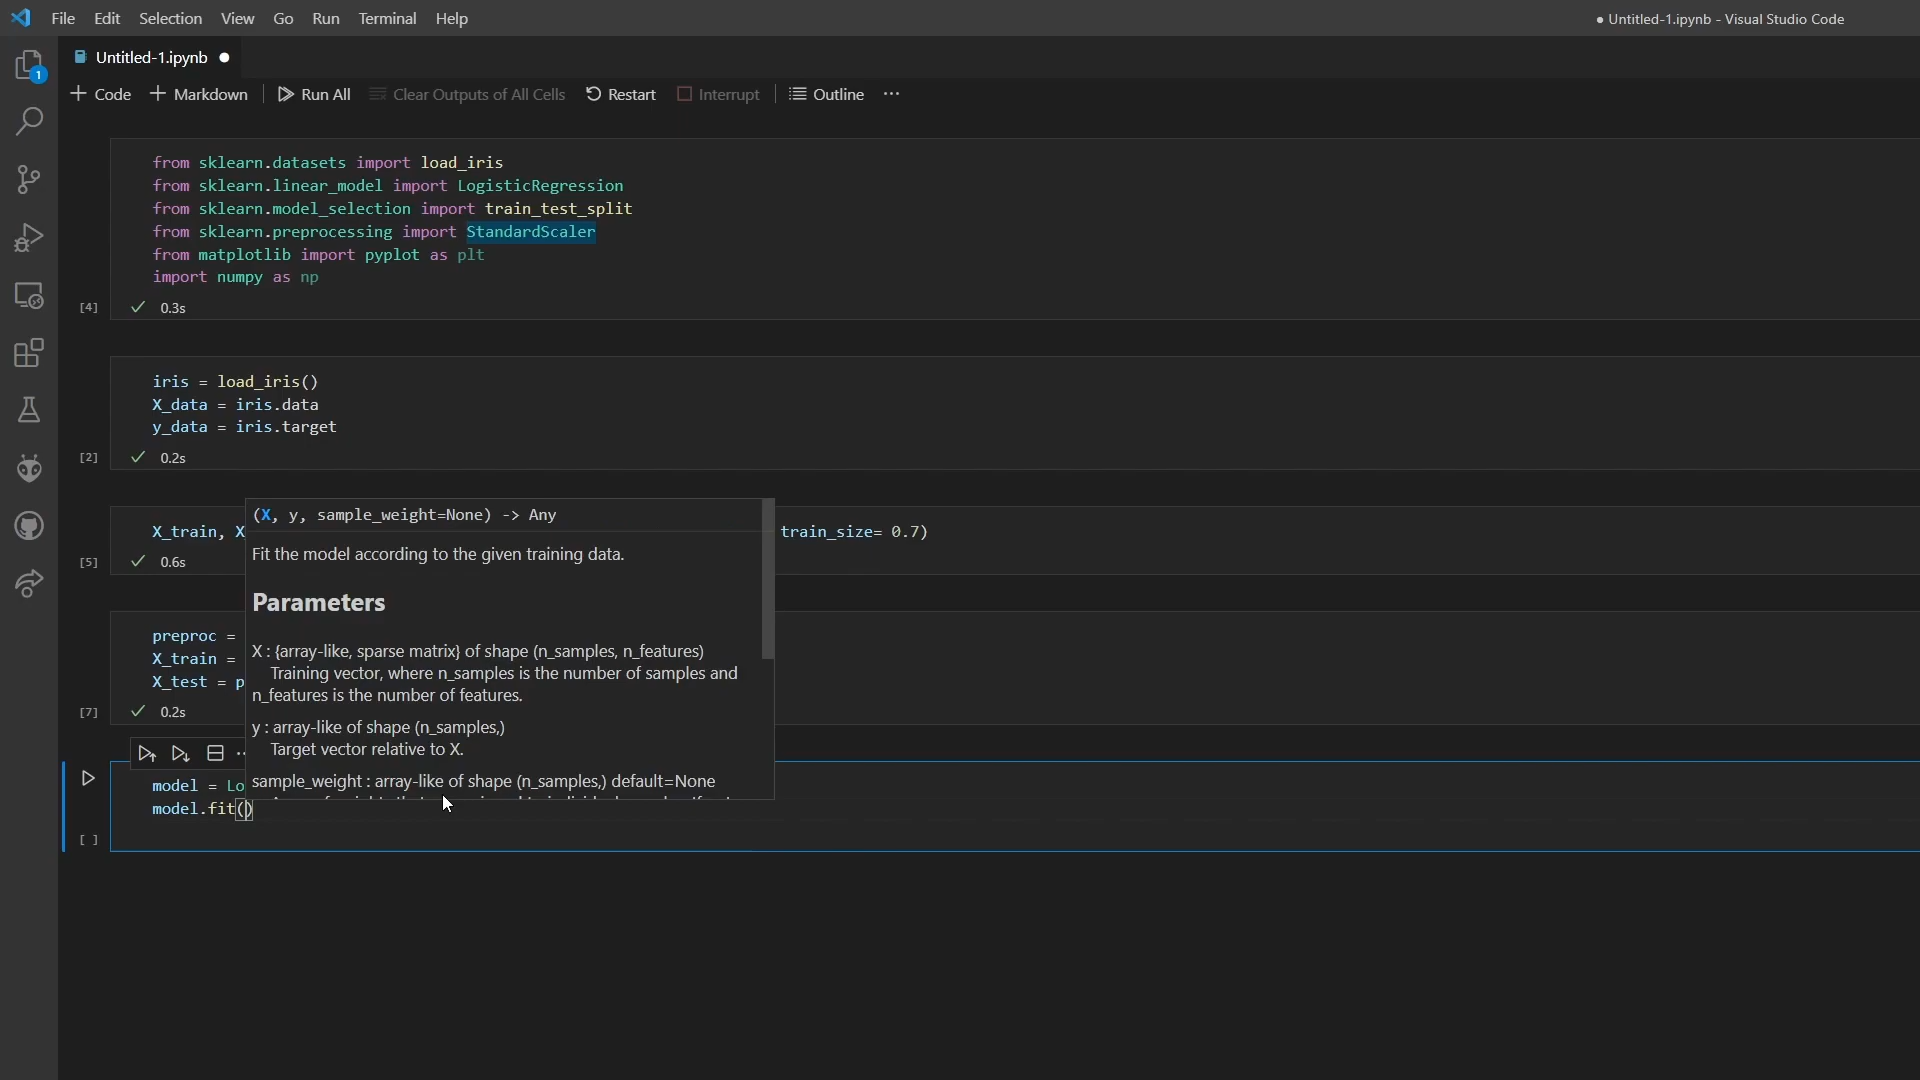 File Edit Selection View Go Run Terminal Help
● Untitled-1.ipynb - Visual Studio Code
1
Untitled-1.ipynb ●
+ Code + Markdown Run All Clear Outputs of All Cells Restart Interrupt Outline ···
from sklearn.datasets import load_iris
from sklearn.linear_model import LogisticRegression
from sklearn.model_selection import train_test_split
from sklearn.preprocessing import StandardScaler
from matplotlib import pyplot as plt
import numpy as np
[4] ✓ 0.3s
iris = load_iris()
X_data = iris.data
y_data = iris.target
[2] ✓ 0.2s
X_train, X train_size= 0.7)
[5] ✓ 0.6s
(X, y, sample_weight=None) -> Any
Fit the model according to the given training data.
Parameters
X : {array-like, sparse matrix} of shape (n_samples, n_features)
Training vector, where n_samples is the number of samples and
n_features is the number of features.
y : array-like of shape (n_samples,)
Target vector relative to X.
sample_weight : array-like of shape (n_samples,) default=None
preproc =
X_train =
X_test = p
[7] ✓ 0.2s
model = Lo
model.fit()
[ ]